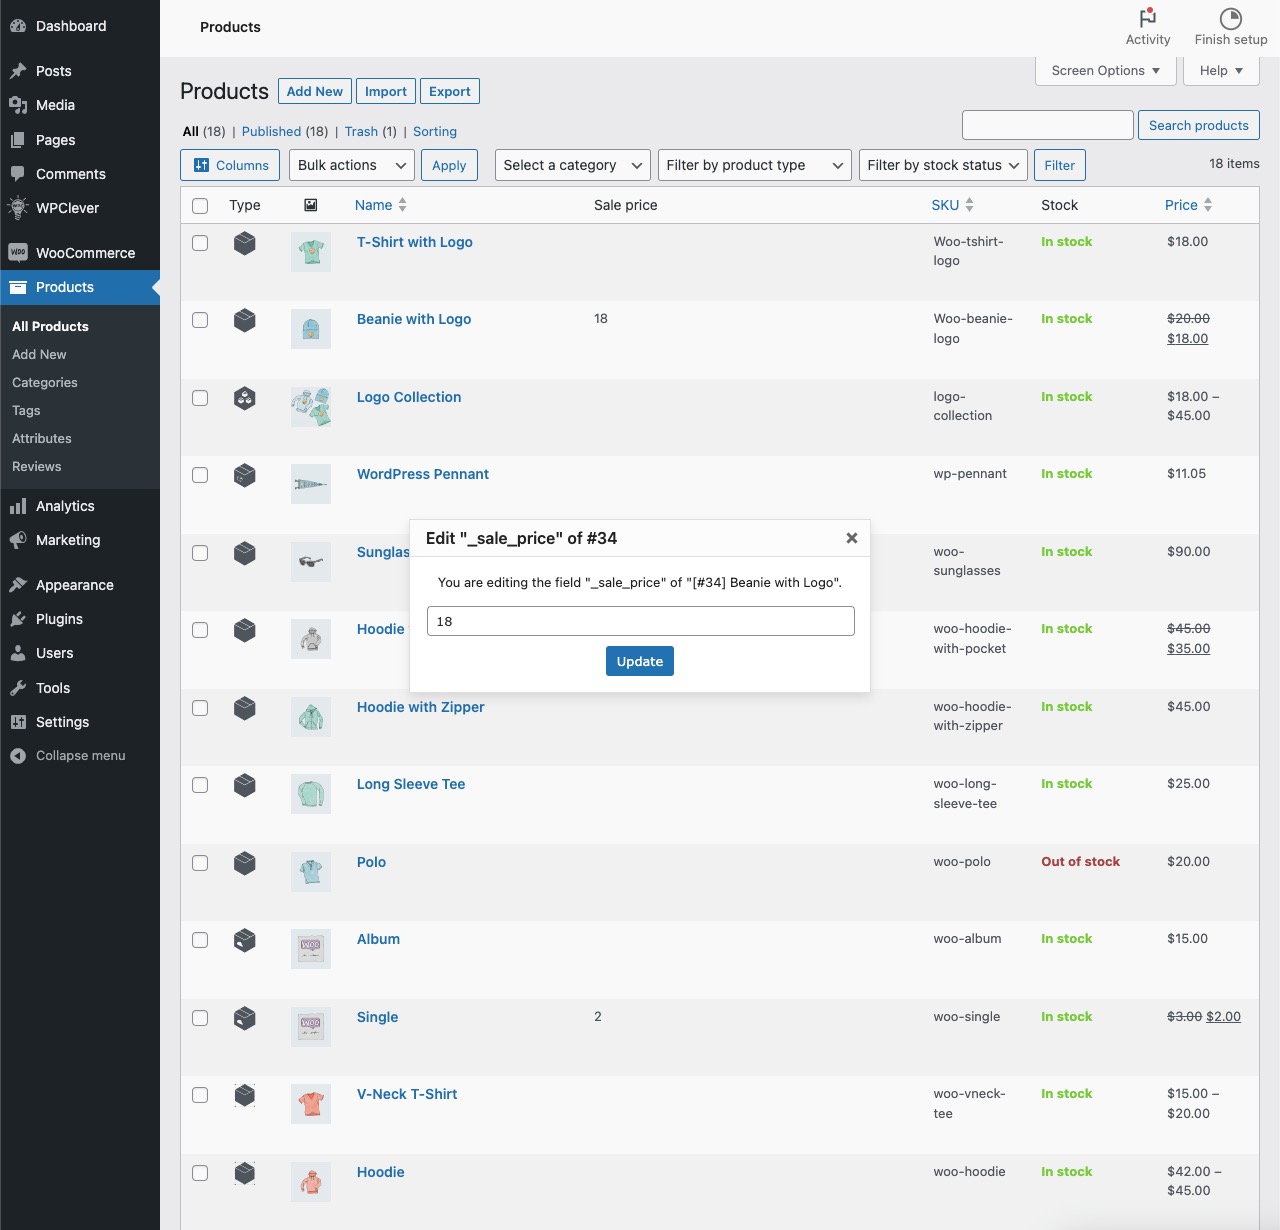 Dashboard
Posts
Media
Pages
Comments
WPClever
WooCommerce
Products
All Products
Add New
Categories
Tags
Attributes
Reviews
Analytics
Marketing
Appearance
Plugins
Users
Tools
Settings
Collapse menu
Products
Activity
Finish setup
Screen Options
Help
Products Add New Import Export
All (18) | Published (18) | Trash (1) | Sorting
Search products
Columns Bulk actions Apply Select a category Filter by product type Filter by stock status Filter 18 items
Type Name Sale price SKU Stock Price
T-Shirt with Logo Woo-tshirt- In stock $18.00
logo
Beanie with Logo 18 Woo-beanie- In stock $20.00
logo $18.00
Logo Collection logo- In stock $18.00 –
collection $45.00
WordPress Pennant wp-pennant In stock $11.05
Edit "_sale_price" of #34
You are editing the field "_sale_price" of "[#34] Beanie with Logo".
18
Update
Sunglas woo- In stock $90.00
sunglasses
Hoodie woo-hoodie- In stock $45.00
with-pocket $35.00
Hoodie with Zipper woo-hoodie- In stock $45.00
with-zipper
Long Sleeve Tee woo-long- In stock $25.00
sleeve-tee
Polo woo-polo Out of stock $20.00
Album woo-album In stock $15.00
Single 2 woo-single In stock $3.00 $2.00
V-Neck T-Shirt woo-vneck- In stock $15.00 –
tee $20.00
Hoodie woo-hoodie In stock $42.00 –
$45.00